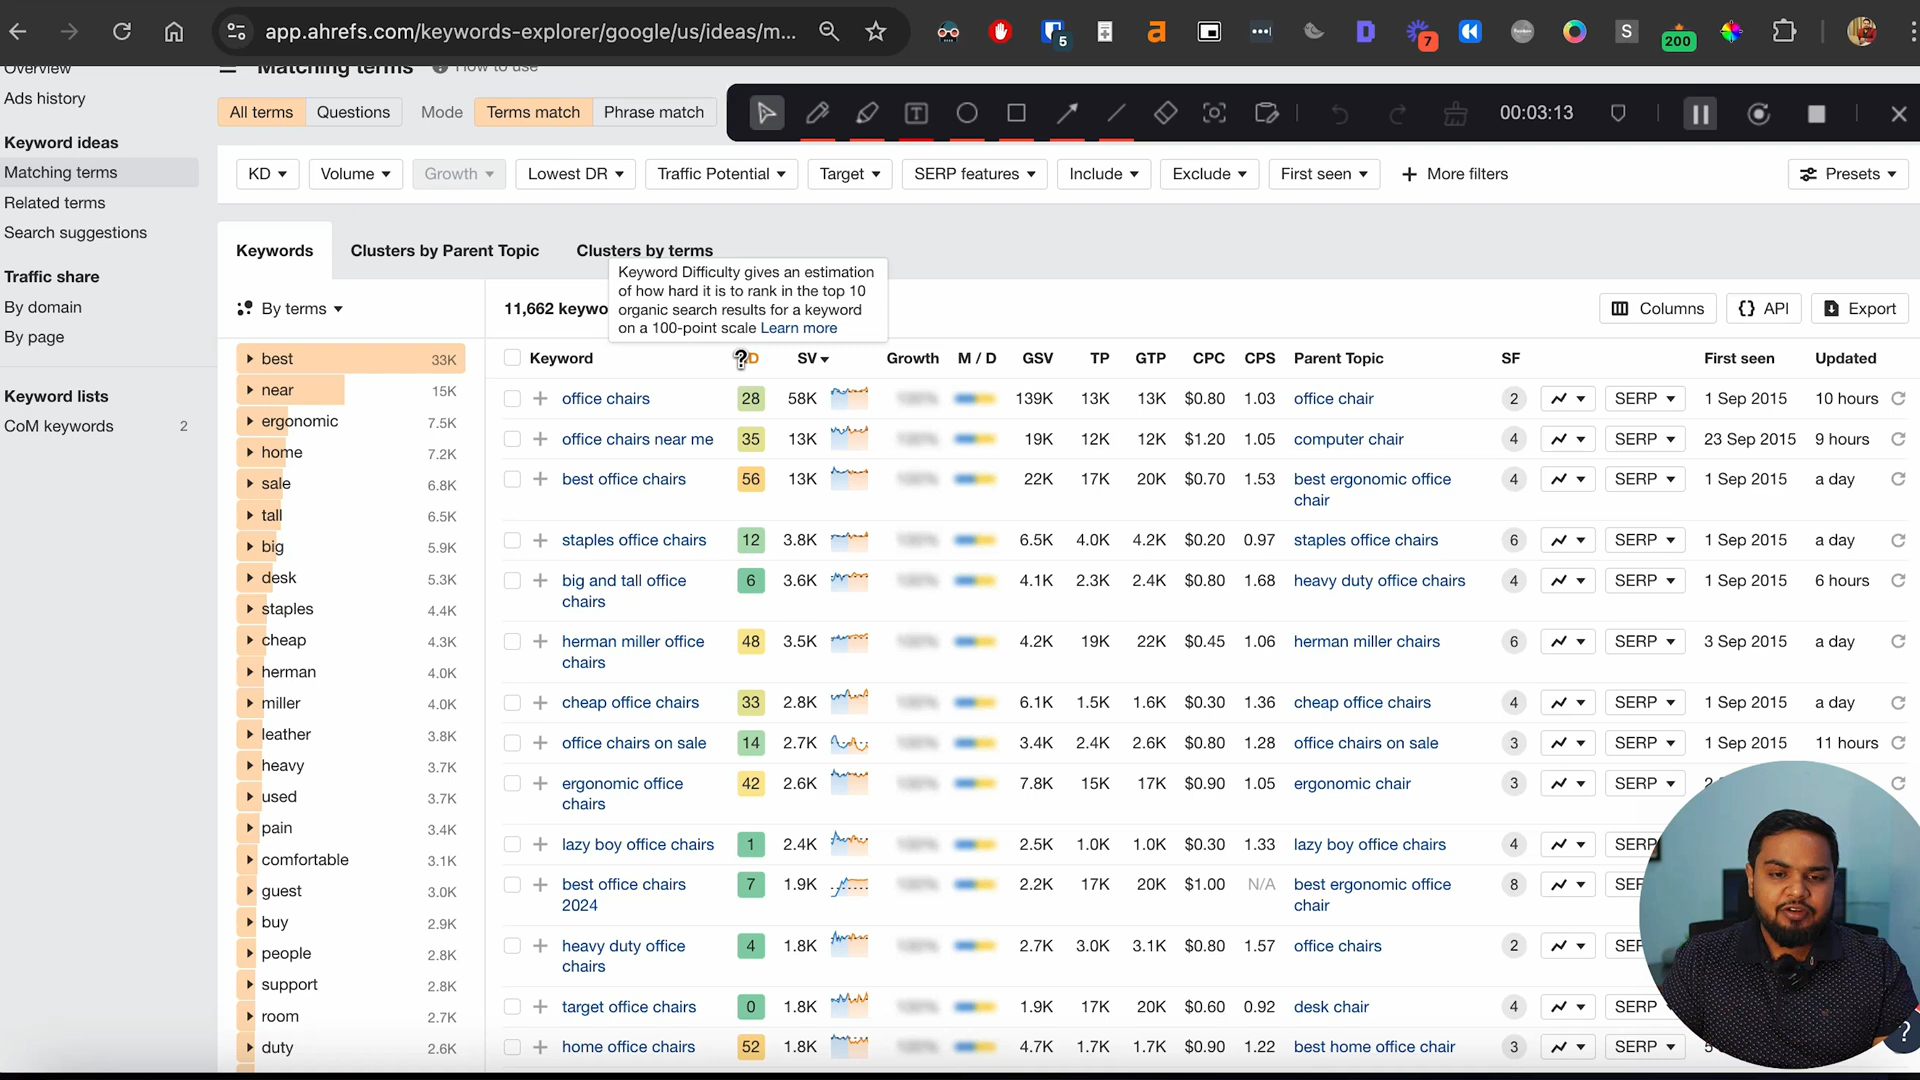 app.ahrefs.com/keywords-explorer/google/us/ideas/m...
5
7
200
S
Overview
Matching terms
How to use
Ads history
All terms
Questions
Mode
Terms match
Phrase match
00:03:13
Keyword ideas
Matching terms
Related terms
Search suggestions
Traffic share
By domain
By page
Keyword lists
CoM keywords 2
KD
Volume
Growth
Lowest DR
Traffic Potential
Target
SERP features
Include
Exclude
First seen
More filters
Presets
Keywords
Clusters by Parent Topic
Clusters by terms
Keyword Difficulty gives an estimation
of how hard it is to rank in the top 10
organic search results for a keyword
on a 100-point scale Learn more
By terms
11,662 keywo
Columns
API
Export
best 33K
near 15K
ergonomic 7.5K
home 7.2K
sale 6.8K
tall 6.5K
big 5.9K
desk 5.3K
staples 4.4K
cheap 4.3K
herman 4.0K
miller 4.0K
leather 3.8K
heavy 3.7K
used 3.7K
pain 3.4K
comfortable 3.1K
guest 3.0K
buy 2.9K
people 2.8K
support 2.8K
room 2.7K
duty 2.6K
Keyword D SV Growth M / D GSV TP GTP CPC CPS Parent Topic SF First seen Updated
office chairs 28 58K 139K 13K 13K $0.80 1.03 office chair 2 SERP 1 Sep 2015 10 hours
office chairs near me 35 13K 19K 12K 12K $1.20 1.05 computer chair 4 SERP 23 Sep 2015 9 hours
best office chairs 56 13K 22K 17K 20K $0.70 1.53 best ergonomic office 4 SERP 1 Sep 2015 a day
chair
staples office chairs 12 3.8K 6.5K 4.0K 4.2K $0.20 0.97 staples office chairs 6 SERP 1 Sep 2015 a day
big and tall office 6 3.6K 4.1K 2.3K 2.4K $0.80 1.68 heavy duty office chairs 4 SERP 1 Sep 2015 6 hours
chairs
herman miller office 48 3.5K 4.2K 19K 22K $0.45 1.06 herman miller chairs 6 SERP 3 Sep 2015 a day
chairs
cheap office chairs 33 2.8K 6.1K 1.5K 1.6K $0.30 1.36 cheap office chairs 4 SERP 1 Sep 2015 a day
office chairs on sale 14 2.7K 3.4K 2.4K 2.6K $0.80 1.28 office chairs on sale 3 SERP 1 Sep 2015 11 hours
ergonomic office 42 2.6K 7.8K 15K 17K $0.90 1.05 ergonomic chair 3 SERP
chairs
lazy boy office chairs 1 2.4K 2.5K 1.0K 1.0K $0.30 1.33 lazy boy office chairs 4 SERP
best office chairs 7 1.9K 2.2K 17K 20K $1.00 N/A best ergonomic office 8 SEF
2024 chair
heavy duty office 4 1.8K 2.7K 3.0K 3.1K $0.80 1.57 office chairs 2 SEF
chairs
target office chairs 0 1.8K 1.9K 17K 20K $0.60 0.92 desk chair 4 SERP
home office chairs 52 1.8K 4.7K 1.7K 1.7K $0.90 1.22 best home office chair 3 SERP
?